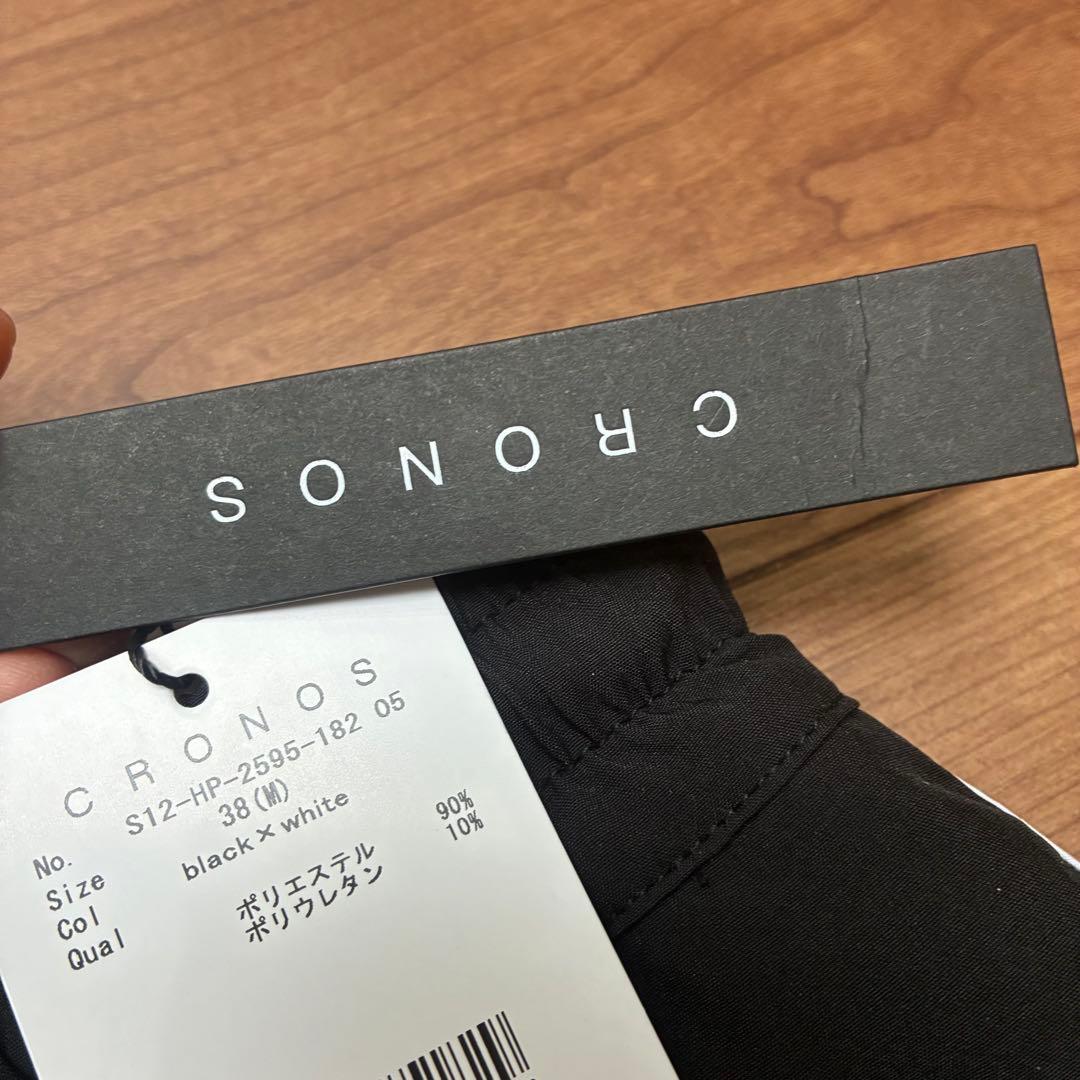 CRONOS
CRONOS
No. S12-HP-2595-182 05
Size 38(M)
Col black×white
Qual ポリエステル 90%
ポリウレタン 10%